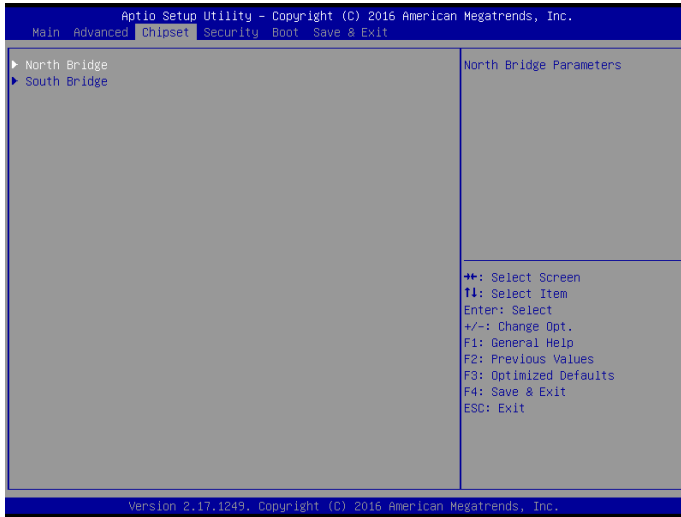 Aptio Setup Utility – Copyright (C) 2016 American Megatrends, Inc.
Main Advanced Chipset Security Boot Save & Exit
▶ North Bridge
▶ South Bridge
North Bridge Parameters
→←: Select Screen
↑↓: Select Item
Enter: Select
+/-: Change Opt.
F1: General Help
F2: Previous Values
F3: Optimized Defaults
F4: Save & Exit
ESC: Exit
Version 2.17.1249. Copyright (C) 2016 American Megatrends, Inc.